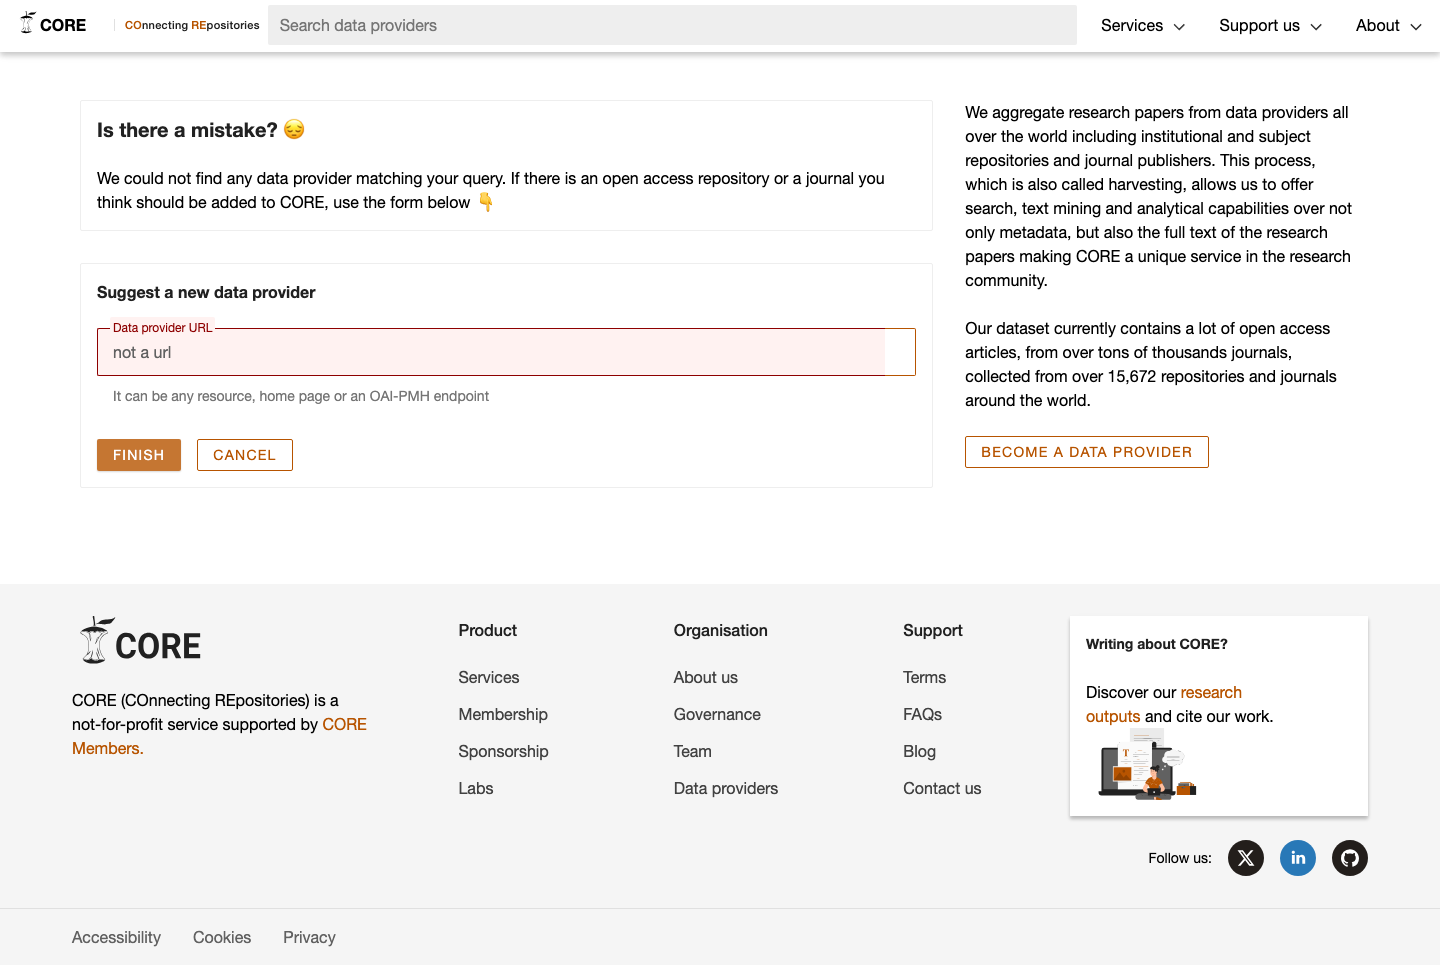 CORE
COnnecting REpositories
Search data providers
Services
Support us
About
Is there a mistake? 😔
We could not find any data provider matching your query. If there is an open access repository or a journal you
think should be added to CORE, use the form below 👇
Suggest a new data provider
Data provider URL
not a url
It can be any resource, home page or an OAI-PMH endpoint
FINISH
CANCEL
We aggregate research papers from data providers all
over the world including institutional and subject
repositories and journal publishers. This process,
which is also called harvesting, allows us to offer
search, text mining and analytical capabilities over not
only metadata, but also the full text of the research
papers making CORE a unique service in the research
community.
Our dataset currently contains a lot of open access
articles, from over tons of thousands journals,
collected from over 15,672 repositories and journals
around the world.
BECOME A DATA PROVIDER
CORE
CORE (COnnecting REpositories) is a
not-for-profit service supported by CORE
Members.
Product
Services
Membership
Sponsorship
Labs
Organisation
About us
Governance
Team
Data providers
Support
Terms
FAQs
Blog
Contact us
Writing about CORE?
Discover our research
outputs and cite our work.
T
Follow us:
X
in
Accessibility
Cookies
Privacy